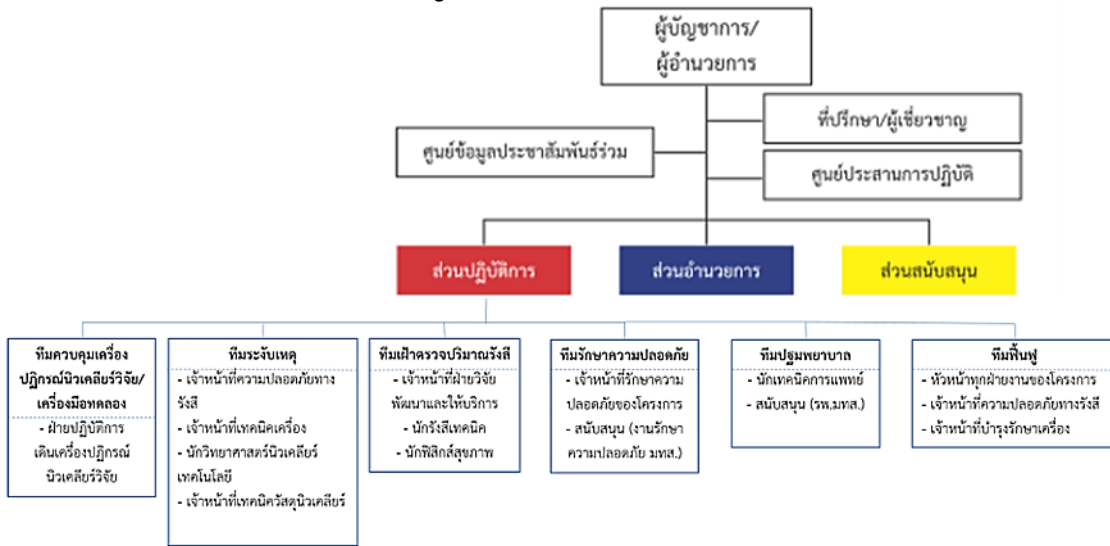 ผู้บัญชาการ/
ผู้อำนวยการ
ที่ปรึกษา/ผู้เชี่ยวชาญ
ศูนย์ข้อมูลประชาสัมพันธ์ร่วม
ศูนย์ประสานการปฏิบัติ
ส่วนปฏิบัติการ
ส่วนอำนวยการ
ส่วนสนับสนุน
ทีมควบคุมเครื่อง
ปฏิกรณ์นิวเคลียร์วิจัย/
เครื่องมือทดลอง
- ฝ่ายปฏิบัติการ
เดินเครื่องปฏิกรณ์
นิวเคลียร์วิจัย
ทีมระงับเหตุ
- เจ้าหน้าที่ความปลอดภัยทาง
รังสี
- เจ้าหน้าที่เทคนิคเครื่อง
- นักวิทยาศาสตร์นิวเคลียร์
เทคโนโลยี
- เจ้าหน้าที่เทคนิควัสดุนิวเคลียร์
ทีมเฝ้าตรวจปริมาณรังสี
- เจ้าหน้าที่ฝ่ายวิจัย
พัฒนาและให้บริการ
- นักรังสีเทคนิค
- นักฟิสิกส์สุขภาพ
ทีมรักษาความปลอดภัย
- เจ้าหน้าที่รักษาความ
ปลอดภัยของโครงการ
- สนับสนุน (งานรักษา
ความปลอดภัย มทส.)
ทีมปฐมพยาบาล
- นักเทคนิคการแพทย์
- สนับสนุน (รพ.มทส.)
ทีมฟื้นฟู
- หัวหน้าทุกฝ่ายงานของโครงการ
- เจ้าหน้าที่ความปลอดภัยทางรังสี
- เจ้าหน้าที่บำรุงรักษาเครื่อง